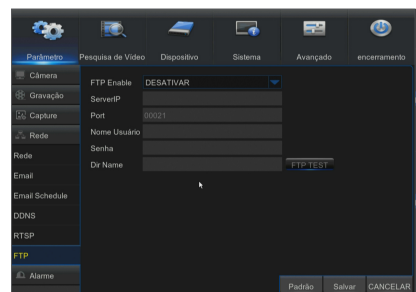 Parâmetro Pesquisa de Vídeo Dispositivo Sistema Avançado encerramento
Câmera
Gravação
Capture
Rede
Rede
Email
Email Schedule
DDNS
RTSP
FTP
Alarme
FTP Enable DESATIVAR
ServerIP
Port 00021
Nome Usuário
Senha
Dir Name FTP TEST
Padrão Salvar CANCELAR